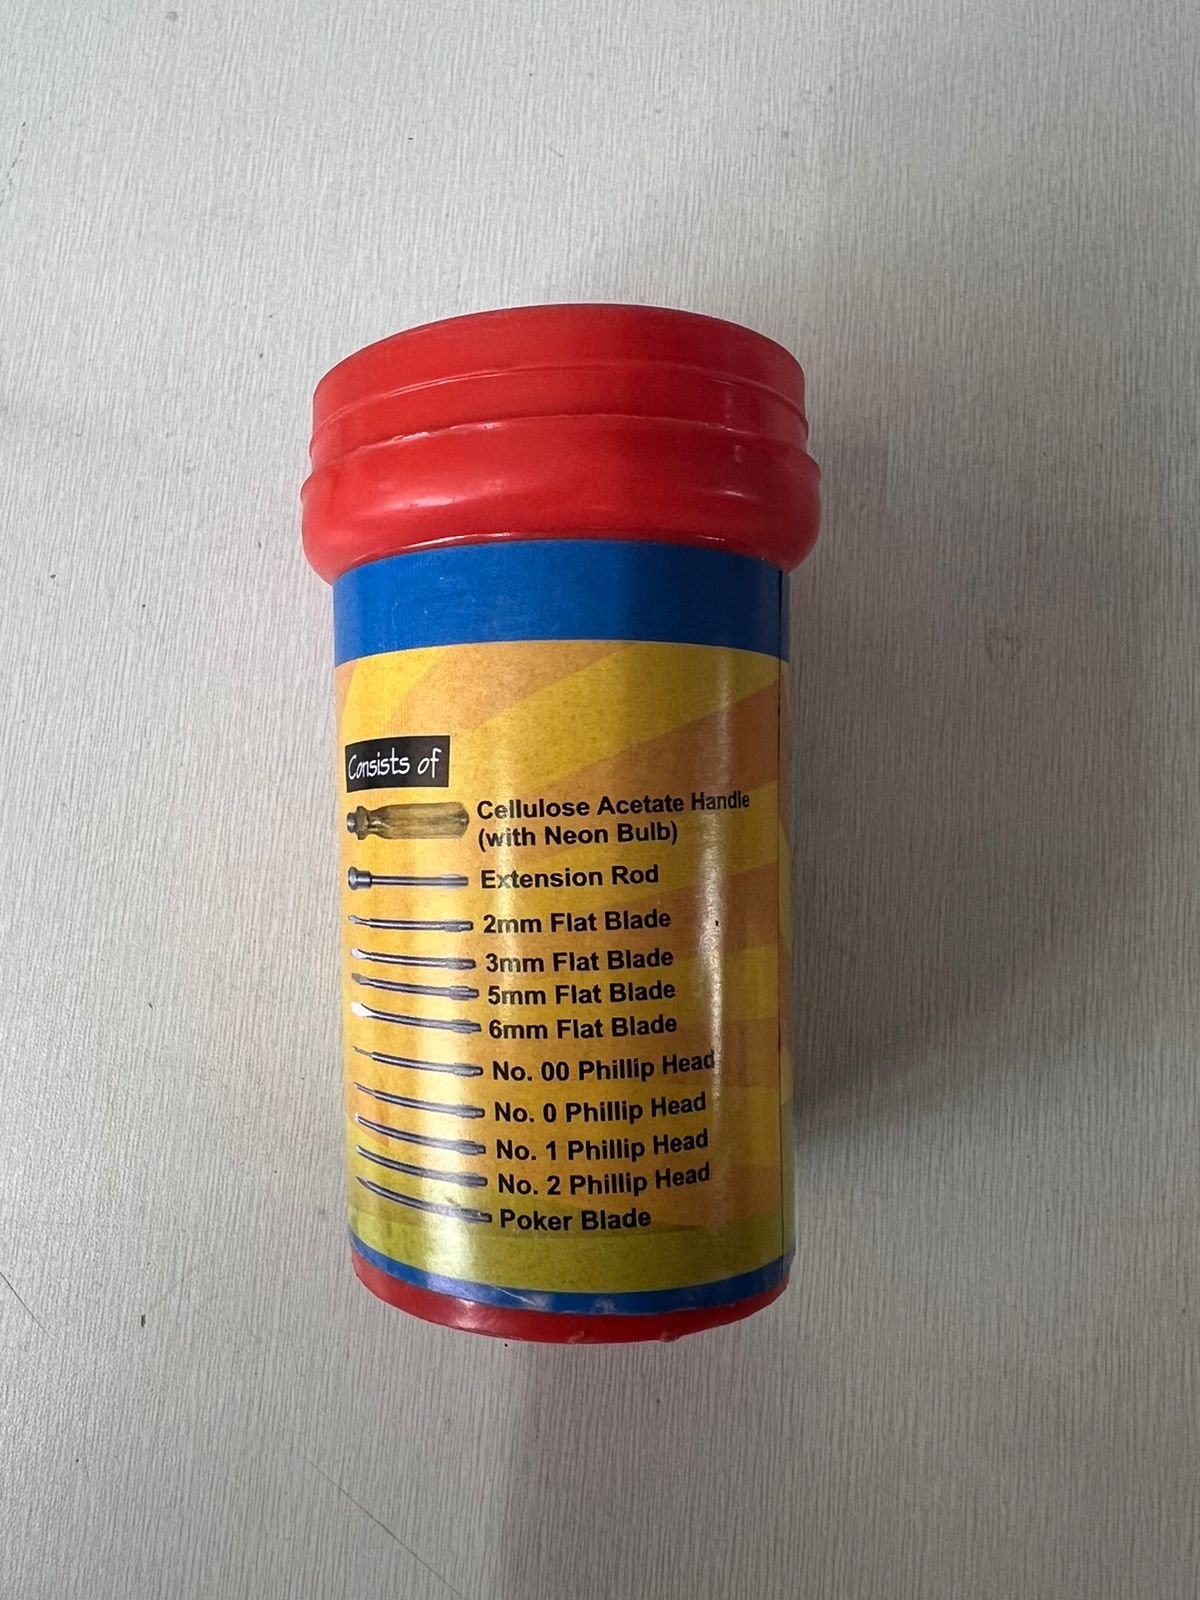 Consists of
Cellulose Acetate Handle
(with Neon Bulb)
Extension Rod
2mm Flat Blade
3mm Flat Blade
5mm Flat Blade
6mm Flat Blade
No. 00 Phillip Head
No. 0 Phillip Head
No. 1 Phillip Head
No. 2 Phillip Head
Poker Blade